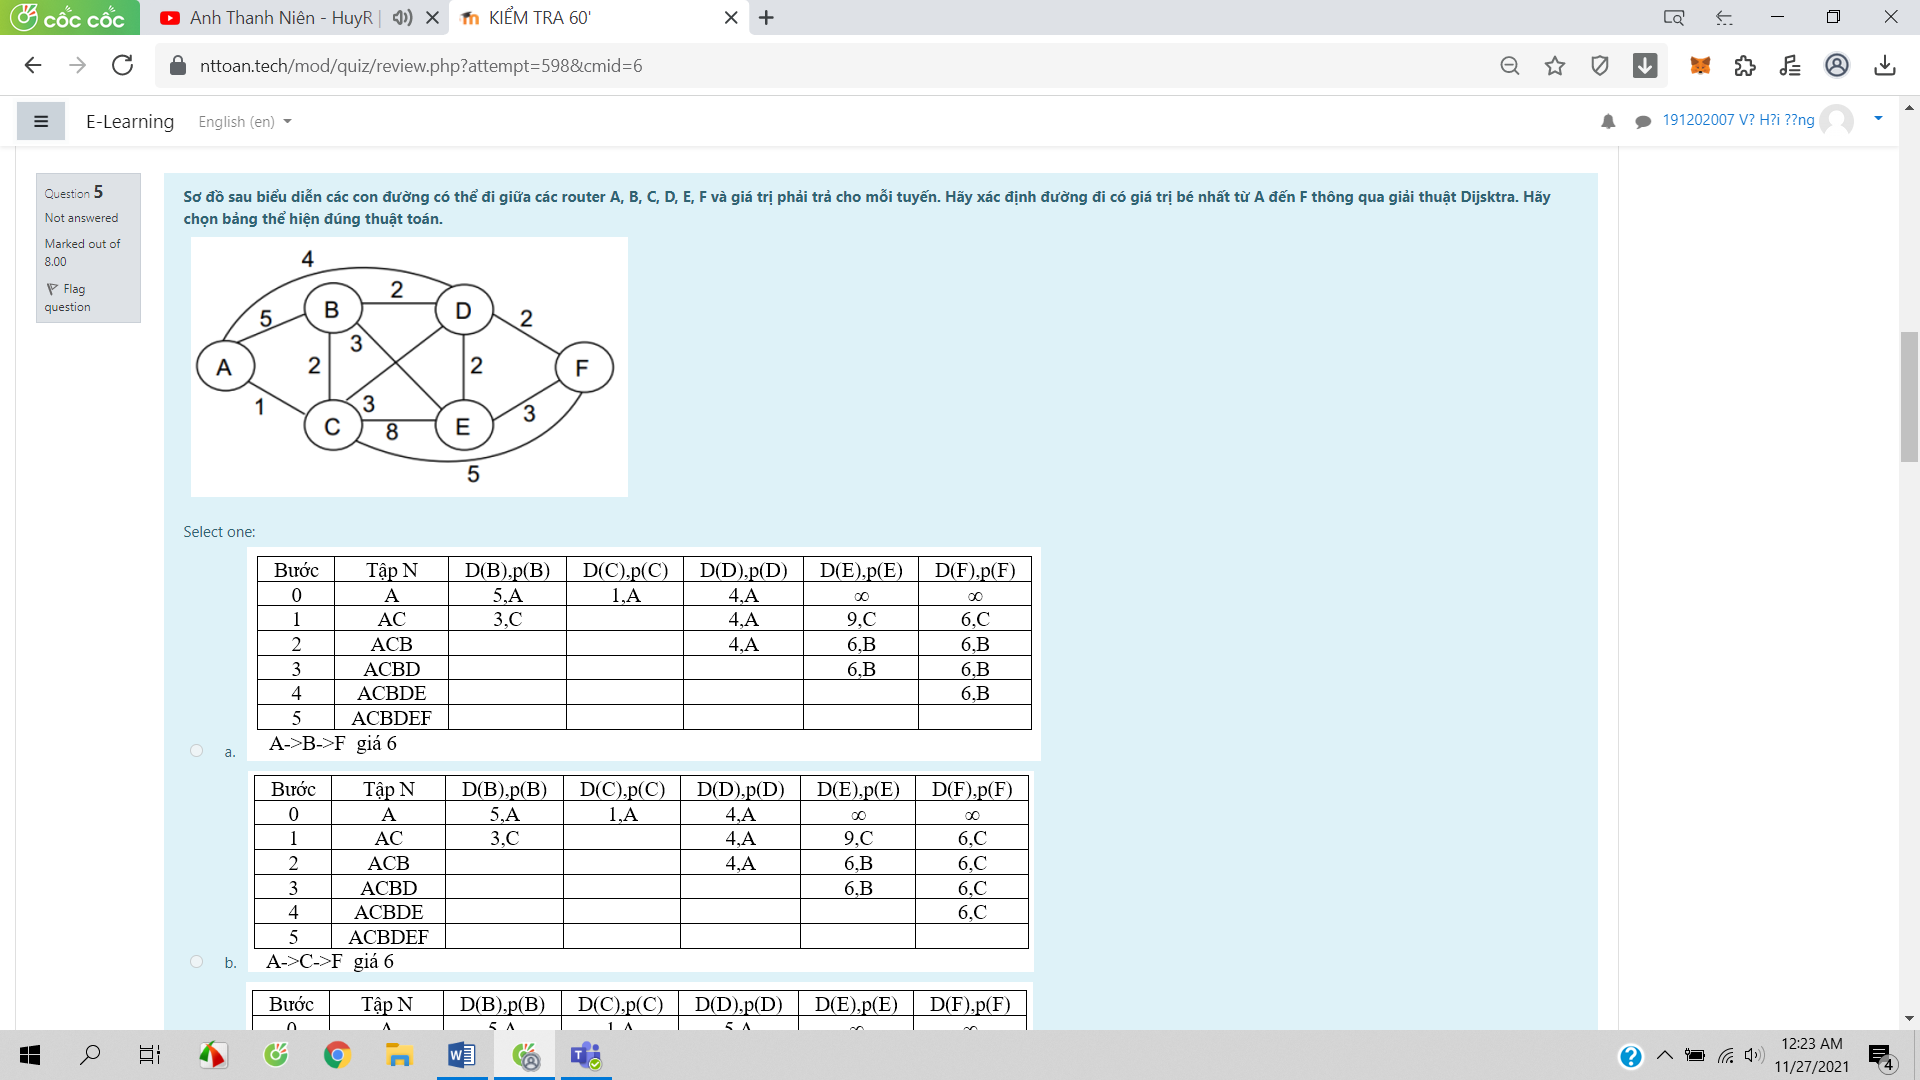 cốc cốc
Anh Thanh Niên - HuyR
KIỂM TRA 60'
nttoan.tech/mod/quiz/review.php?attempt=598&cmid=6
E-Learning
English (en)
191202007 V? H?i ??ng
Question 5
Not answered
Marked out of
8.00
Flag
question
Sơ đồ sau biểu diễn các con đường có thể đi giữa các router A, B, C, D, E, F và giá trị phải trả cho mỗi tuyến. Hãy xác định đường đi có giá trị bé nhất từ A đến F thông qua giải thuật Dijsktra. Hãy
chọn bảng thể hiện đúng thuật toán.
4
2
B
D
5
2
3
A
2
2
F
1
3
3
C
8
E
5
Select one:
Bước Tập N D(B),p(B) D(C),p(C) D(D),p(D) D(E),p(E) D(F),p(F)
0 A 5,A 1,A 4,A ∞ ∞
1 AC 3,C 4,A 9,C 6,C
2 ACB 4,A 6,B 6,B
3 ACBD 6,B 6,B
4 ACBDE 6,B
5 ACBDEF
a. A->B->F giá 6
Bước Tập N D(B),p(B) D(C),p(C) D(D),p(D) D(E),p(E) D(F),p(F)
0 A 5,A 1,A 4,A ∞ ∞
1 AC 3,C 4,A 9,C 6,C
2 ACB 4,A 6,B 6,C
3 ACBD 6,B 6,C
4 ACBDE 6,C
5 ACBDEF
b. A->C->F giá 6
Bước Tập N D(B),p(B) D(C),p(C) D(D),p(D) D(E),p(E) D(F),p(F)
0 A 5,A 1,A 5,A ∞ ∞
12:23 AM
11/27/2021
4